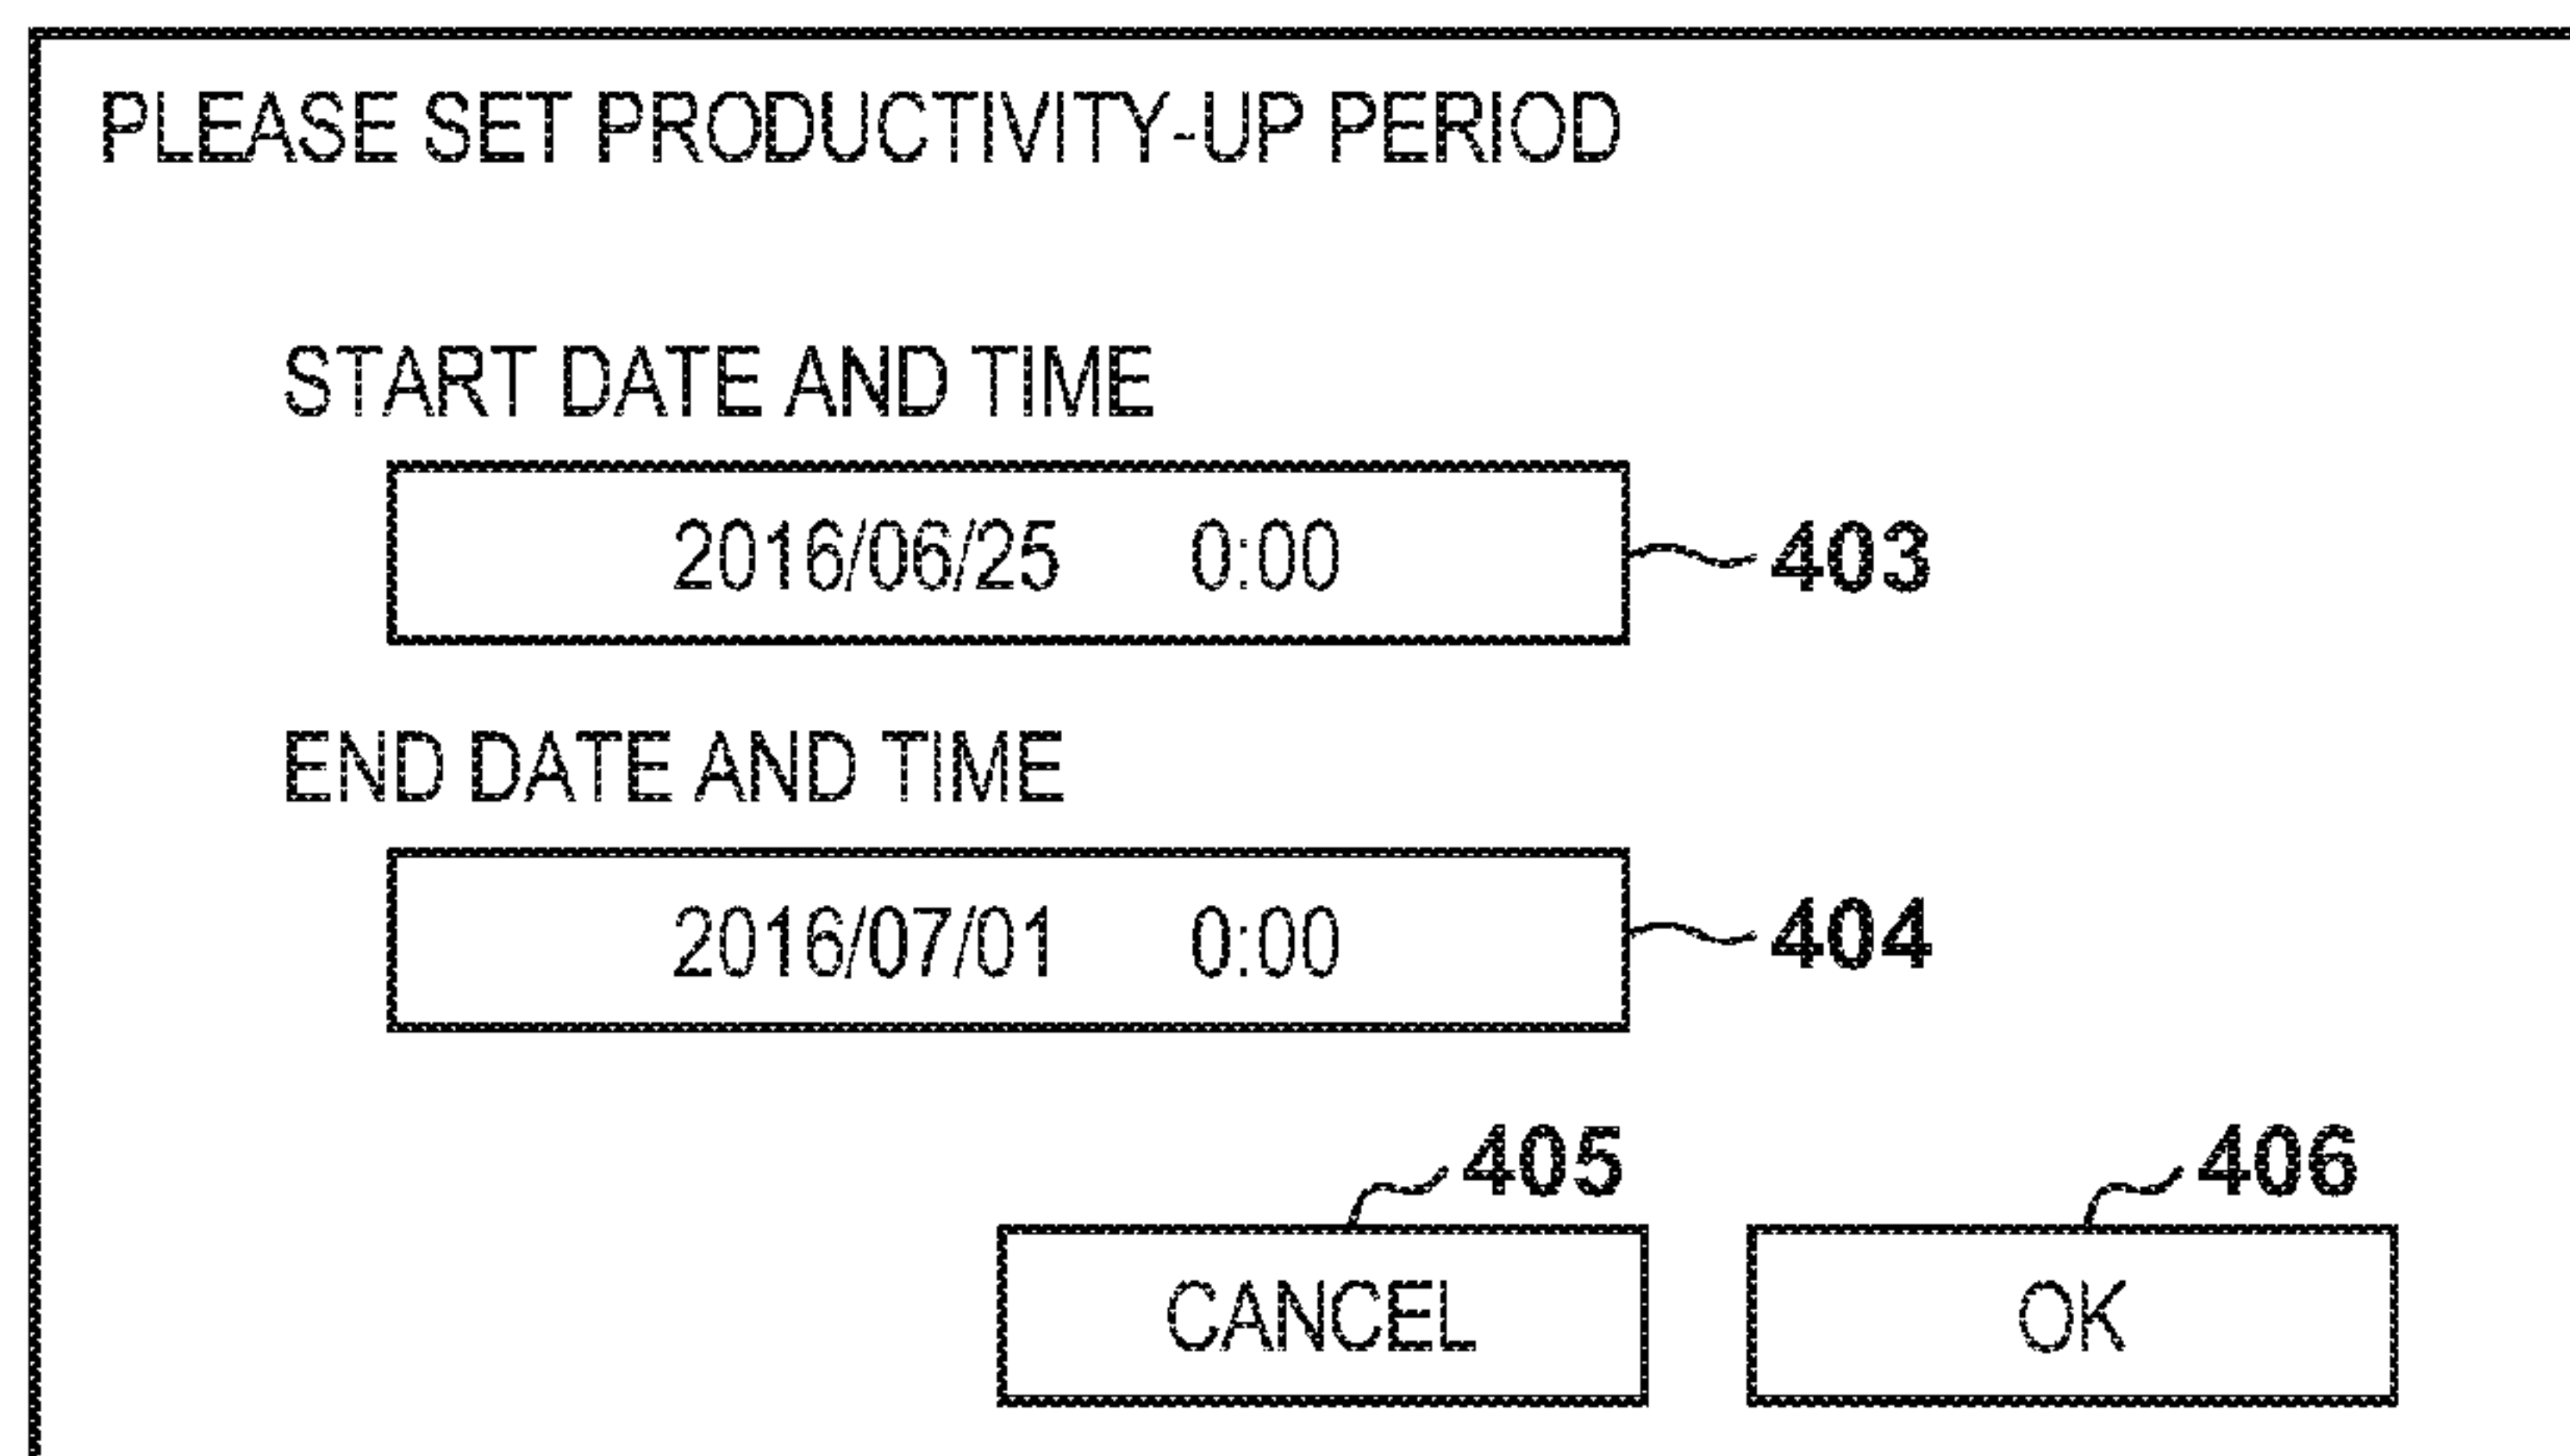 PLEASE SET PRODUCTIVITY-UP PERIOD
START DATE AND TIME
2016/06/25 0:00 403
END DATE AND TIME
2016/07/01 0:00 404
405 406
CANCEL OK